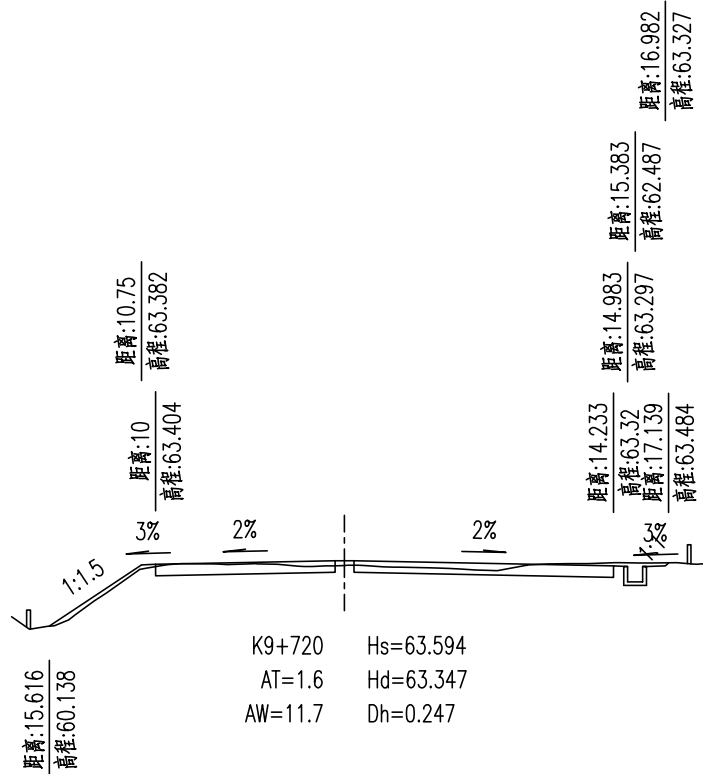 距离:16.982
高程:63.327
距离:15.383
高程:62.487
距离:10.75
高程:63.382
距离:14.983
高程:63.297
距离:10
高程:63.404
距离:14.233
高程:63.32
距离:17.139
高程:63.484
3%
2%
2%
3%
1:1
1:1.5
K9+720 Hs=63.594
AT=1.6 Hd=63.347
AW=11.7 Dh=0.247
距离:15.616
高程:60.138